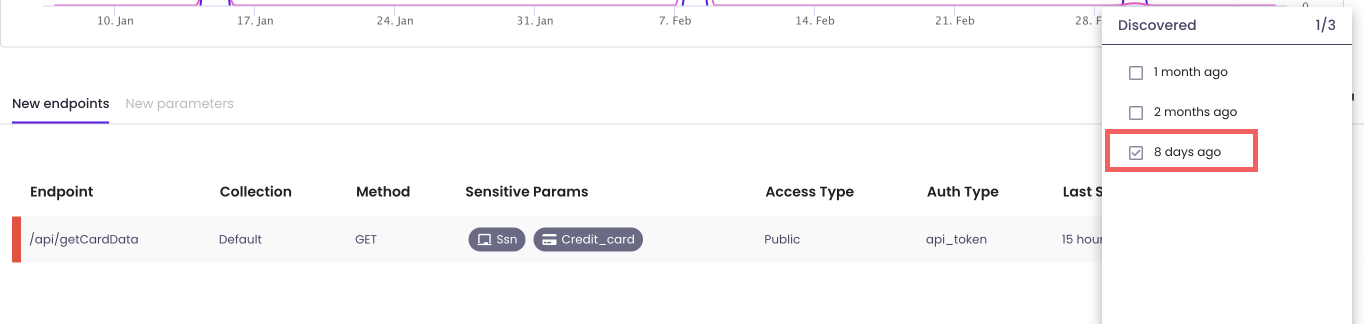 0
10. Jan 17. Jan 24. Jan 31. Jan 7. Feb 14. Feb 21. Feb 28. F
Discovered 1/3
1 month ago
2 months ago
8 days ago
New endpoints New parameters
Endpoint Collection Method Sensitive Params Access Type Auth Type Last S
/api/getCardData Default GET Ssn Credit_card Public api_token 15 hour